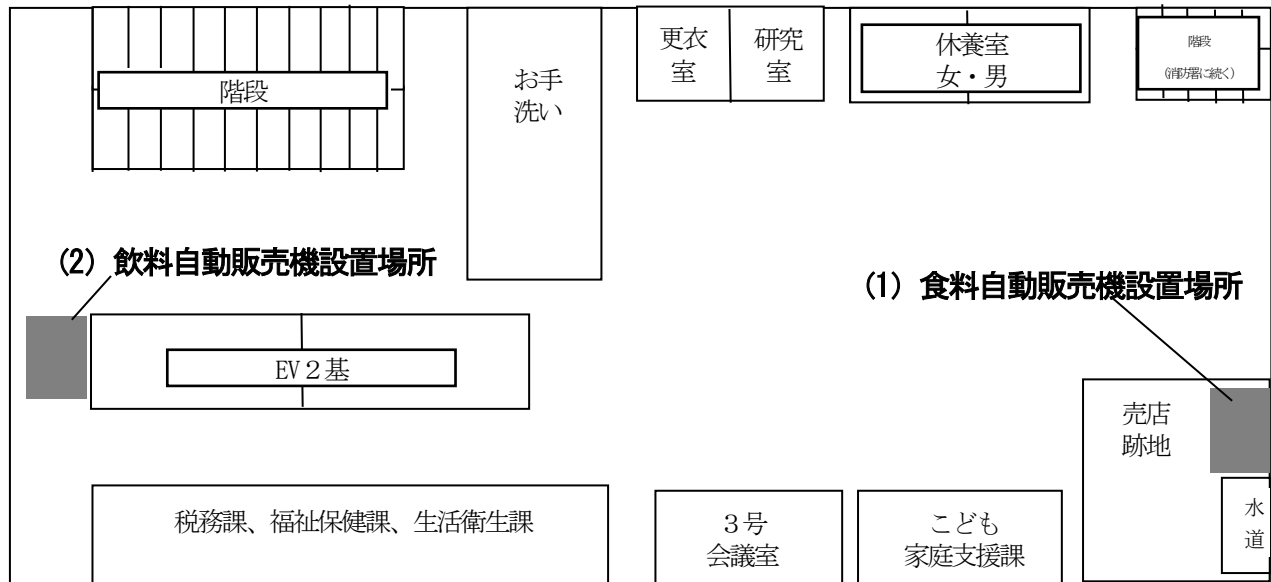 階段
お手
洗い
更衣
室
研究
室
休養室
女・男
階段
(消防署に続く)
(2) 飲料自動販売機設置場所
(1) 食料自動販売機設置場所
EV２基
売店
跡地
水
道
税務課、福祉保健課、生活衛生課
３号
会議室
こども
家庭支援課